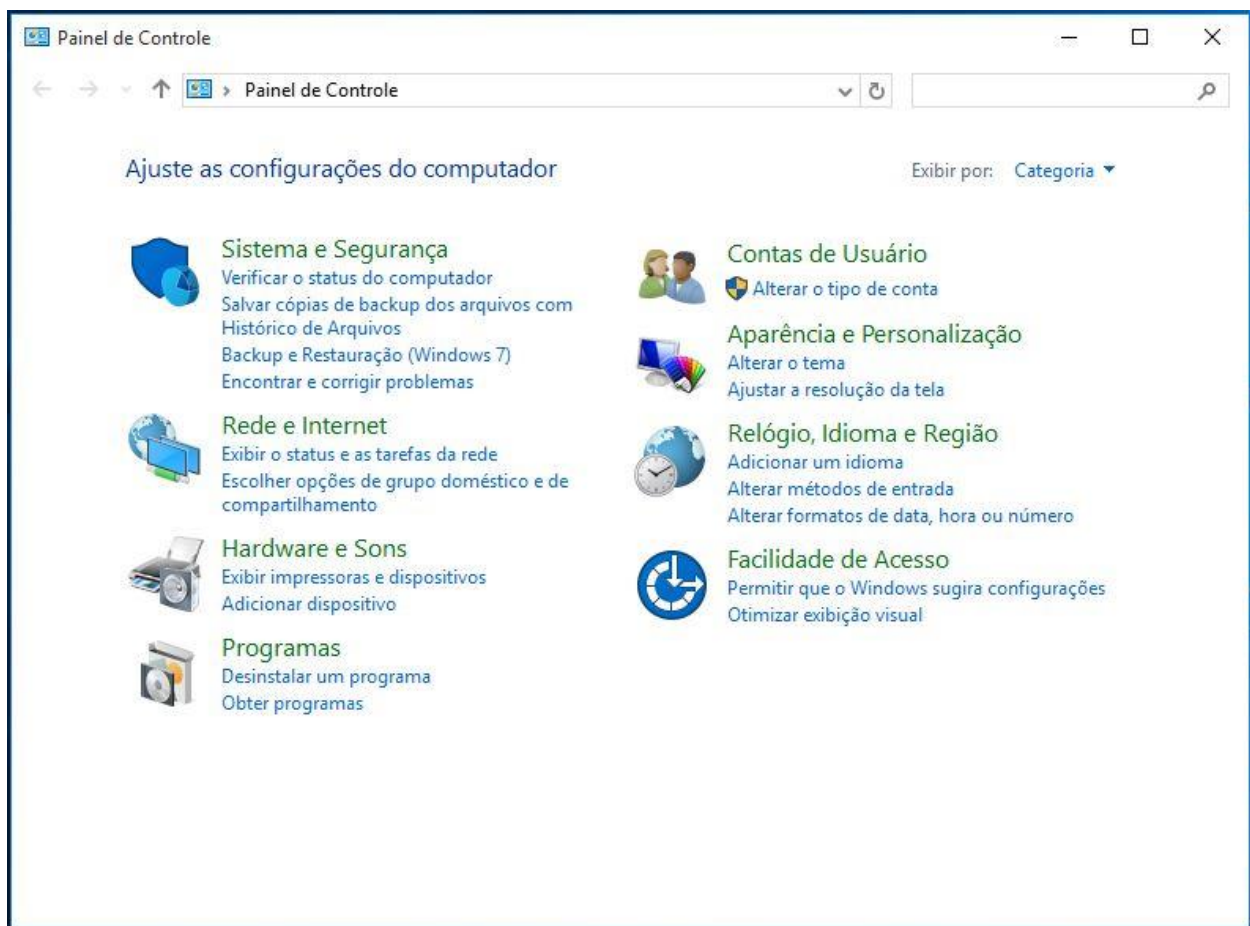 Painel de Controle
Painel de Controle
Ajuste as configurações do computador
Exibir por: Categoria
Sistema e Segurança
Verificar o status do computador
Salvar cópias de backup dos arquivos com
Histórico de Arquivos
Backup e Restauração (Windows 7)
Encontrar e corrigir problemas
Rede e Internet
Exibir o status e as tarefas da rede
Escolher opções de grupo doméstico e de
compartilhamento
Hardware e Sons
Exibir impressoras e dispositivos
Adicionar dispositivo
Programas
Desinstalar um programa
Obter programas
Contas de Usuário
Alterar o tipo de conta
Aparência e Personalização
Alterar o tema
Ajustar a resolução da tela
Relógio, Idioma e Região
Adicionar um idioma
Alterar métodos de entrada
Alterar formatos de data, hora ou número
Facilidade de Acesso
Permitir que o Windows sugira configurações
Otimizar exibição visual